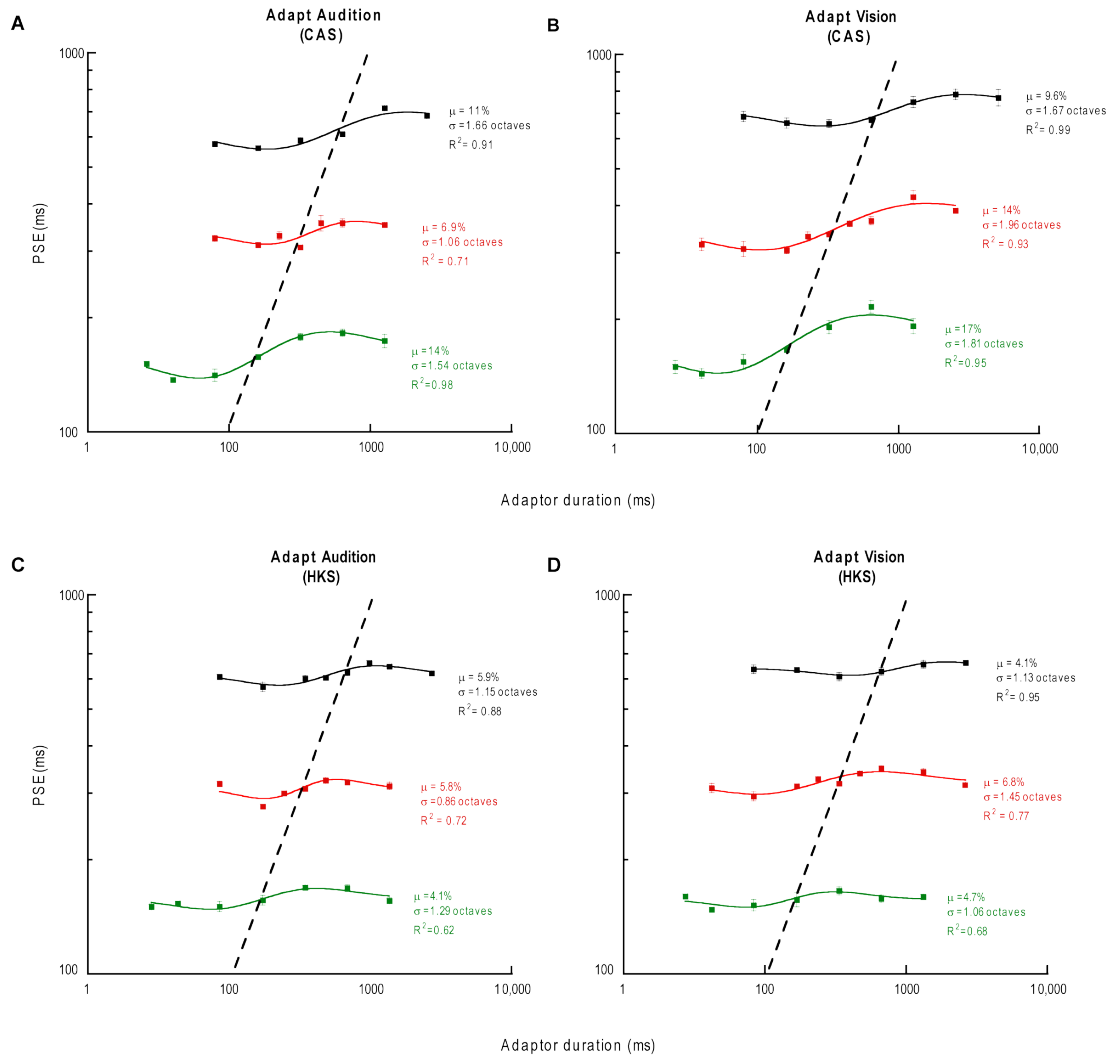 A
Adapt Audition
(CAS)
1000
PSE (ms)
μ = 11%
σ =1.66 octaves
R2= 0.91
μ = 6.9%
σ =1.06 octaves
R2 = 0.71
μ =14%
σ =1.54 octaves
R2=0.98
100
1
100
1000
10,000
B
Adapt Vision
(CAS)
1000
μ = 9.6%
σ =1.67 octaves
R2 = 0.99
μ = 14%
σ =1.96 octaves
R2 = 0.93
μ =17%
σ =1.81 octaves
R2=0.95
100
1
100
1000
10,000
Adaptor duration (ms)
C
Adapt Audition
(HKS)
1000
PSE (ms)
μ = 5.9%
σ =1.15 octaves
R2= 0.88
μ = 5.8%
σ =0.86 octaves
R2 = 0.72
μ =4.1%
σ =1.29 octaves
R2=0.62
100
1
100
1000
10,000
D
Adapt Vision
(HKS)
1000
μ = 4.1%
σ =1.13 octaves
R2= 0.95
μ = 6.8%
σ =1.45 octaves
R2 = 0.77
μ =4.7%
σ =1.06 octaves
R2=0.68
100
1
100
1000
10,000
Adaptor duration (ms)